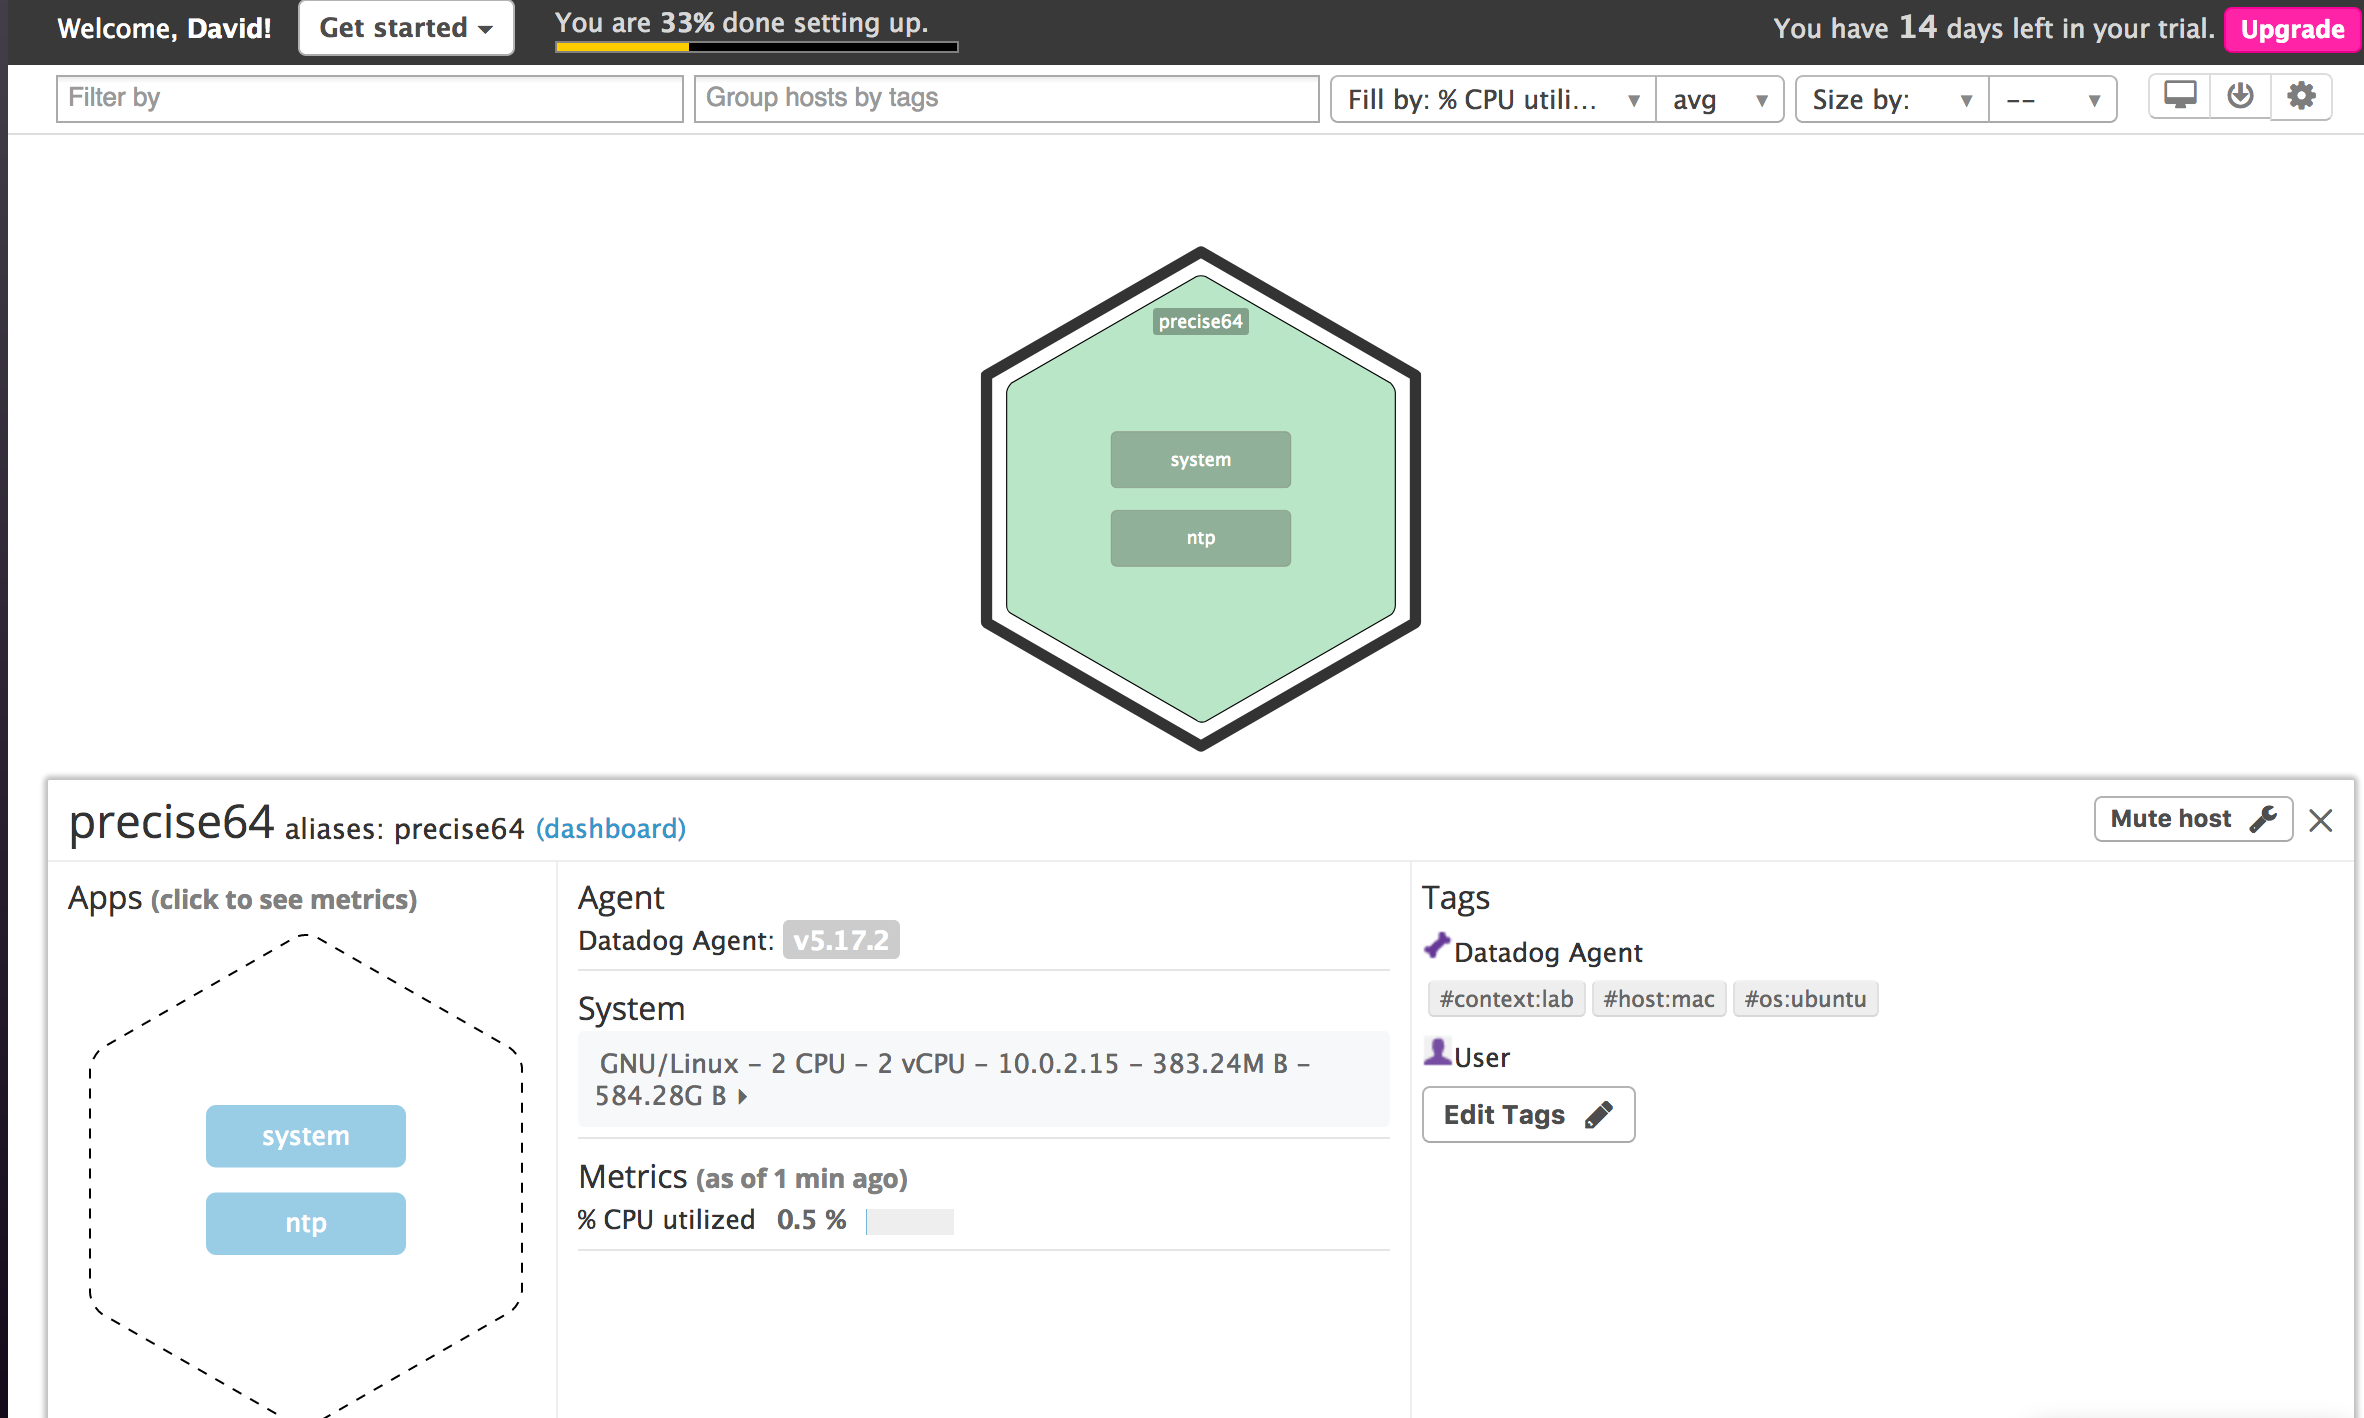 Welcome, David!
Get started
You are 33% done setting up.
You have 14 days left in your trial.
Upgrade
Filter by
Group hosts by tags
Fill by: % CPU utili...
avg
Size by:
--
precise64
system
ntp
precise64 aliases: precise64 (dashboard)
Mute host
Apps (click to see metrics)
system
ntp
Agent
Datadog Agent: v5.17.2
System
GNU/Linux – 2 CPU – 2 vCPU – 10.0.2.15 – 383.24M B –
584.28G B
Metrics (as of 1 min ago)
% CPU utilized 0.5 %
Tags
Datadog Agent
#context:lab #host:mac #os:ubuntu
User
Edit Tags